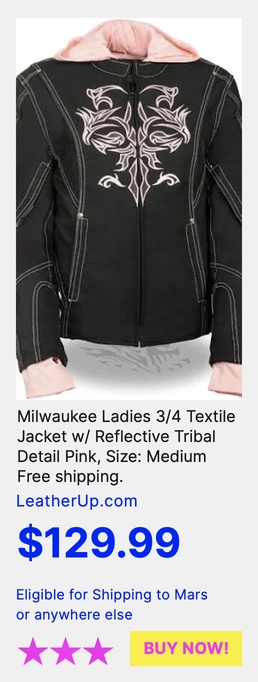 Milwaukee Ladies 3/4 Textile
Jacket w/ Reflective Tribal
Detail Pink, Size: Medium
Free shipping.
LeatherUp.com
$129.99
Eligible for Shipping to Mars
or anywhere else
BUY NOW!